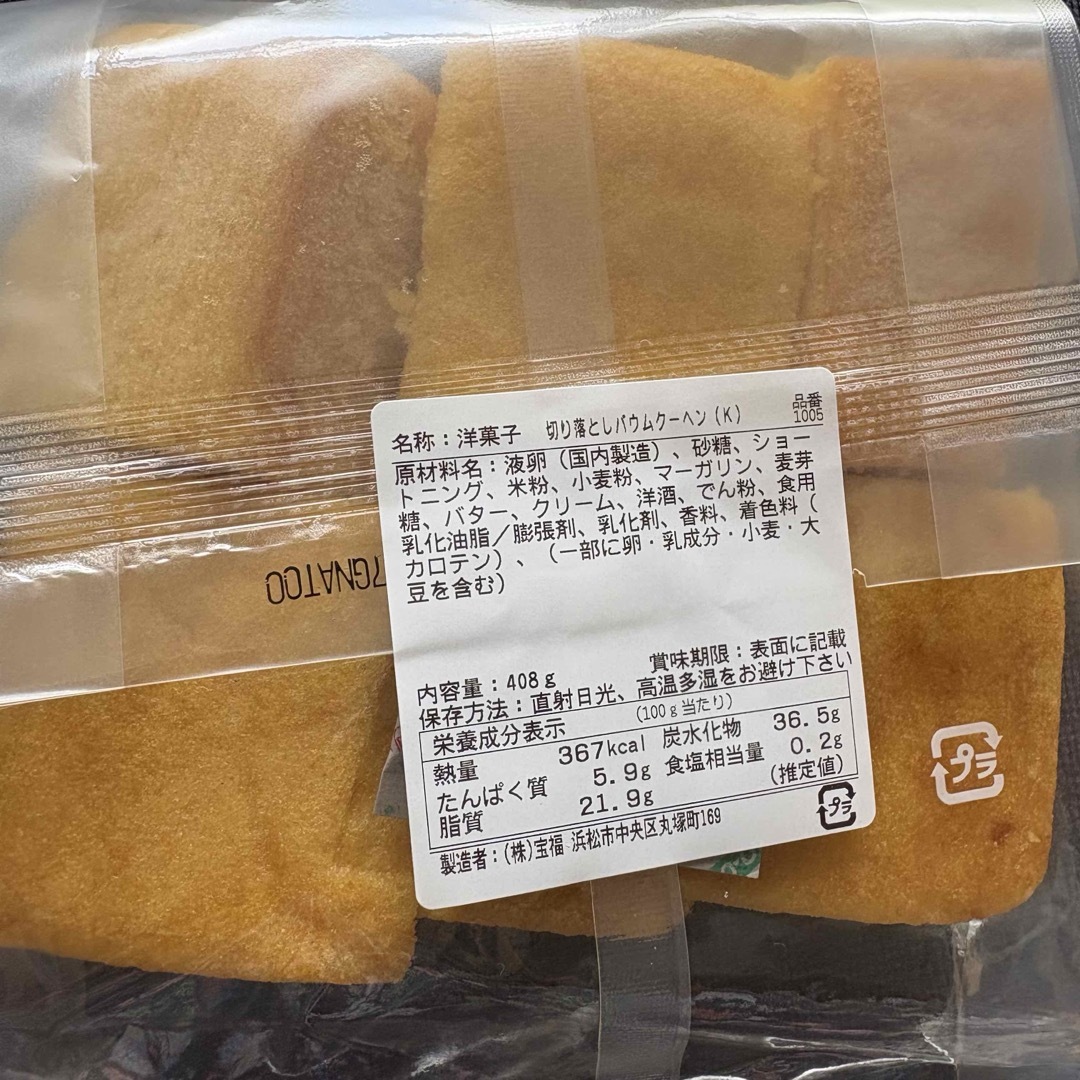 名称：洋菓子 切り落としバウムクーヘン(K) 品番
1005
原材料名：液卵（国内製造）、砂糖、ショー
トニング、米粉、小麦粉、マーガリン、麦芽
糖、バター、クリーム、洋酒、でん粉、食用
乳化油脂／膨張剤、乳化剤、香料、着色料（
カロテン）、（一部に卵・乳成分・小麦・大
豆を含む）
賞味期限：表面に記載
内容量：408g
保存方法：直射日光、高温多湿をお避け下さい
栄養成分表示 (100g当たり)
熱量 367kcal 炭水化物 36.5g
たんぱく質 5.9g 食塩相当量 0.2g
脂質 21.9g (推定値)
製造者：(株)宝福 浜松市中央区丸塚町169
プラ
プラ
7GNATOO